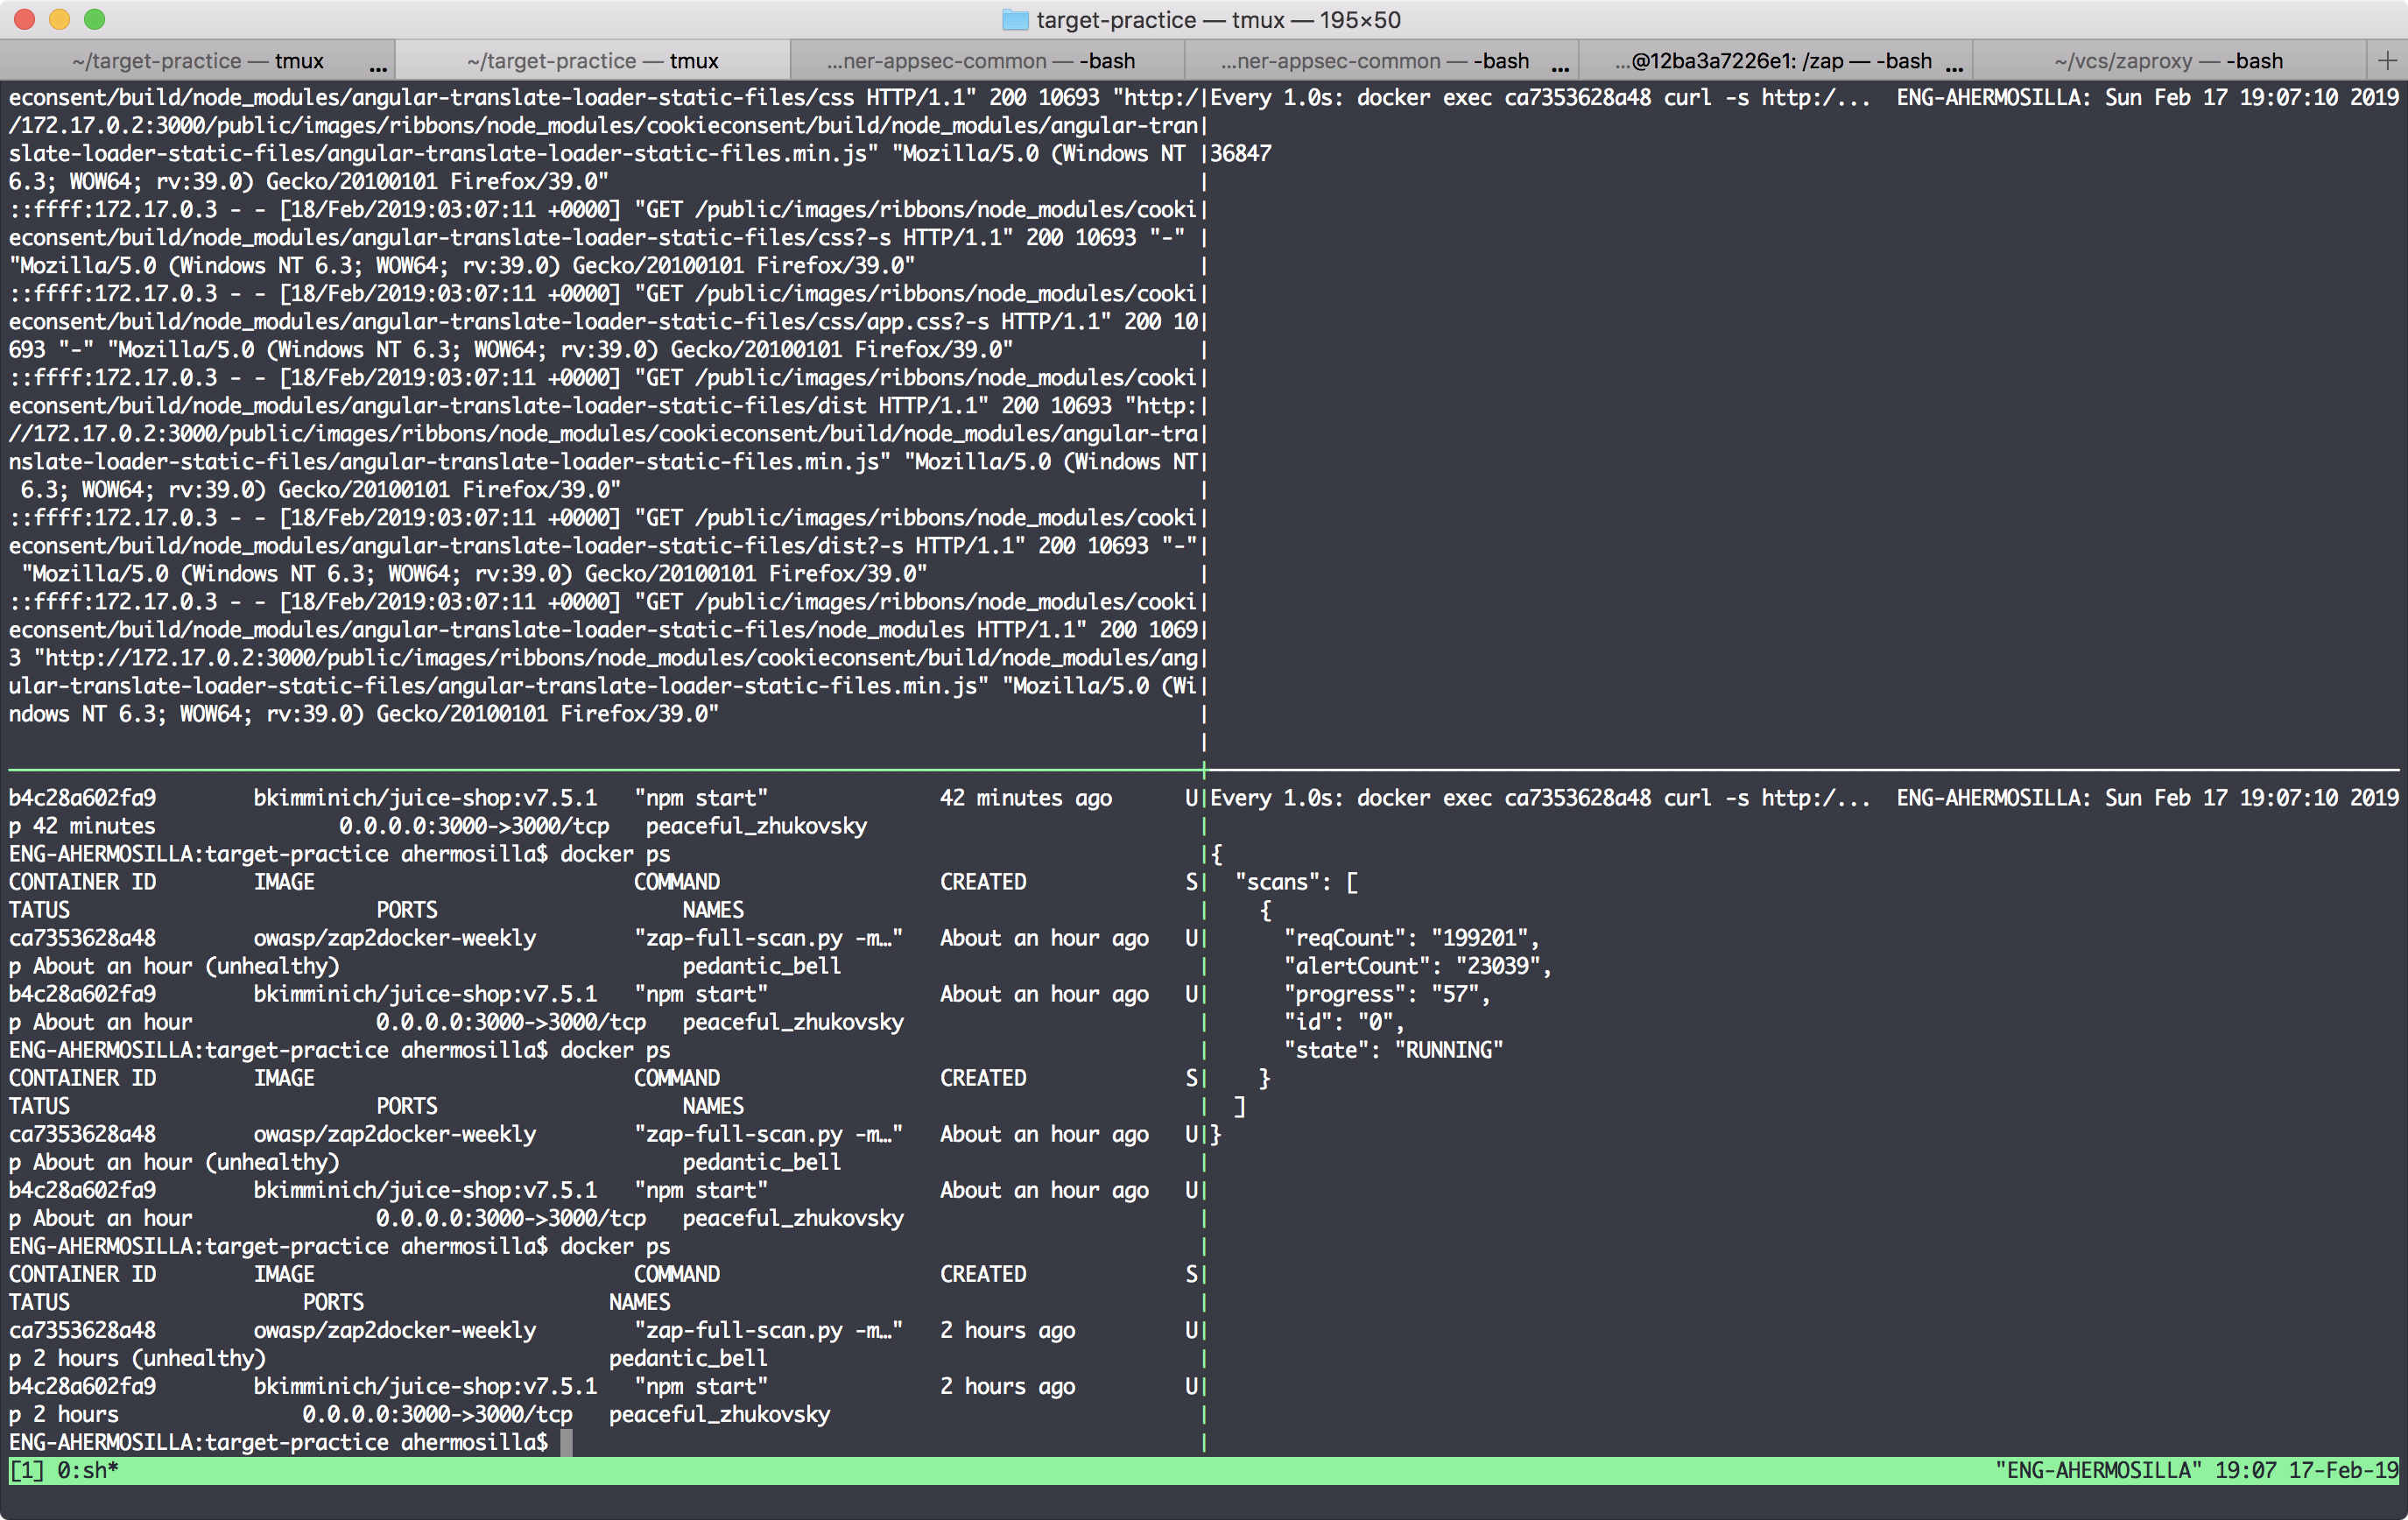 target-practice — tmux — 195×50
~/target-practice — tmux ...
~/target-practice — tmux
...ner-appsec-common — -bash
...ner-appsec-common — -bash ...
...@12ba3a7226e1: /zap — -bash ...
~/vcs/zaproxy — -bash
+
econsent/build/node_modules/angular-translate-loader-static-files/css HTTP/1.1" 200 10693 "http:/
/172.17.0.2:3000/public/images/ribbons/node_modules/cookieconsent/build/node_modules/angular-tran
slate-loader-static-files/angular-translate-loader-static-files.min.js" "Mozilla/5.0 (Windows NT
6.3; WOW64; rv:39.0) Gecko/20100101 Firefox/39.0"
::ffff:172.17.0.3 - - [18/Feb/2019:03:07:11 +0000] "GET /public/images/ribbons/node_modules/cooki
econsent/build/node_modules/angular-translate-loader-static-files/css?-s HTTP/1.1" 200 10693 "-"
"Mozilla/5.0 (Windows NT 6.3; WOW64; rv:39.0) Gecko/20100101 Firefox/39.0"
::ffff:172.17.0.3 - - [18/Feb/2019:03:07:11 +0000] "GET /public/images/ribbons/node_modules/cooki
econsent/build/node_modules/angular-translate-loader-static-files/css/app.css?-s HTTP/1.1" 200 10
693 "-" "Mozilla/5.0 (Windows NT 6.3; WOW64; rv:39.0) Gecko/20100101 Firefox/39.0"
::ffff:172.17.0.3 - - [18/Feb/2019:03:07:11 +0000] "GET /public/images/ribbons/node_modules/cooki
econsent/build/node_modules/angular-translate-loader-static-files/dist HTTP/1.1" 200 10693 "http:
//172.17.0.2:3000/public/images/ribbons/node_modules/cookieconsent/build/node_modules/angular-tra
nslate-loader-static-files/angular-translate-loader-static-files.min.js" "Mozilla/5.0 (Windows NT
6.3; WOW64; rv:39.0) Gecko/20100101 Firefox/39.0"
::ffff:172.17.0.3 - - [18/Feb/2019:03:07:11 +0000] "GET /public/images/ribbons/node_modules/cooki
econsent/build/node_modules/angular-translate-loader-static-files/dist?-s HTTP/1.1" 200 10693 "-"
"Mozilla/5.0 (Windows NT 6.3; WOW64; rv:39.0) Gecko/20100101 Firefox/39.0"
::ffff:172.17.0.3 - - [18/Feb/2019:03:07:11 +0000] "GET /public/images/ribbons/node_modules/cooki
econsent/build/node_modules/angular-translate-loader-static-files/node_modules HTTP/1.1" 200 1069
3 "http://172.17.0.2:3000/public/images/ribbons/node_modules/cookieconsent/build/node_modules/ang
ular-translate-loader-static-files/angular-translate-loader-static-files.min.js" "Mozilla/5.0 (Wi
ndows NT 6.3; WOW64; rv:39.0) Gecko/20100101 Firefox/39.0"
Every 1.0s: docker exec ca7353628a48 curl -s http:/... ENG-AHERMOSILLA: Sun Feb 17 19:07:10 2019
36847
b4c28a602fa9 bkimminich/juice-shop:v7.5.1 "npm start" 42 minutes ago U
p 42 minutes 0.0.0.0:3000->3000/tcp peaceful_zhukovsky
ENG-AHERMOSILLA:target-practice ahermosilla$ docker ps
CONTAINER ID IMAGE COMMAND CREATED S
TATUS PORTS NAMES
ca7353628a48 owasp/zap2docker-weekly "zap-full-scan.py -m…" About an hour ago U
p About an hour (unhealthy) pedantic_bell
b4c28a602fa9 bkimminich/juice-shop:v7.5.1 "npm start" About an hour ago U
p About an hour 0.0.0.0:3000->3000/tcp peaceful_zhukovsky
ENG-AHERMOSILLA:target-practice ahermosilla$ docker ps
CONTAINER ID IMAGE COMMAND CREATED S
TATUS PORTS NAMES
ca7353628a48 owasp/zap2docker-weekly "zap-full-scan.py -m…" About an hour ago U
p About an hour (unhealthy) pedantic_bell
b4c28a602fa9 bkimminich/juice-shop:v7.5.1 "npm start" About an hour ago U
p About an hour 0.0.0.0:3000->3000/tcp peaceful_zhukovsky
ENG-AHERMOSILLA:target-practice ahermosilla$ docker ps
CONTAINER ID IMAGE COMMAND CREATED S
TATUS PORTS NAMES
ca7353628a48 owasp/zap2docker-weekly "zap-full-scan.py -m…" 2 hours ago U
p 2 hours (unhealthy) pedantic_bell
b4c28a602fa9 bkimminich/juice-shop:v7.5.1 "npm start" 2 hours ago U
p 2 hours 0.0.0.0:3000->3000/tcp peaceful_zhukovsky
ENG-AHERMOSILLA:target-practice ahermosilla$
Every 1.0s: docker exec ca7353628a48 curl -s http:/... ENG-AHERMOSILLA: Sun Feb 17 19:07:10 2019
{
"scans": [
{
"reqCount": "199201",
"alertCount": "23039",
"progress": "57",
"id": "0",
"state": "RUNNING"
}
]
}
[1] 0:sh* "ENG-AHERMOSILLA" 19:07 17-Feb-19